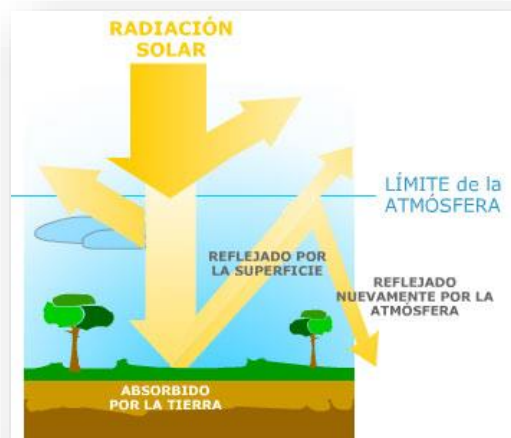 RADIACIÓN
SOLAR
LÍMITE de la
ATMÓSFERA
REFLEJADO POR
LA SUPERFICIE
REFLEJADO
NUEVAMENTE POR LA
ATMÓSFERA
ABSORBIDO
POR LA TIERRA